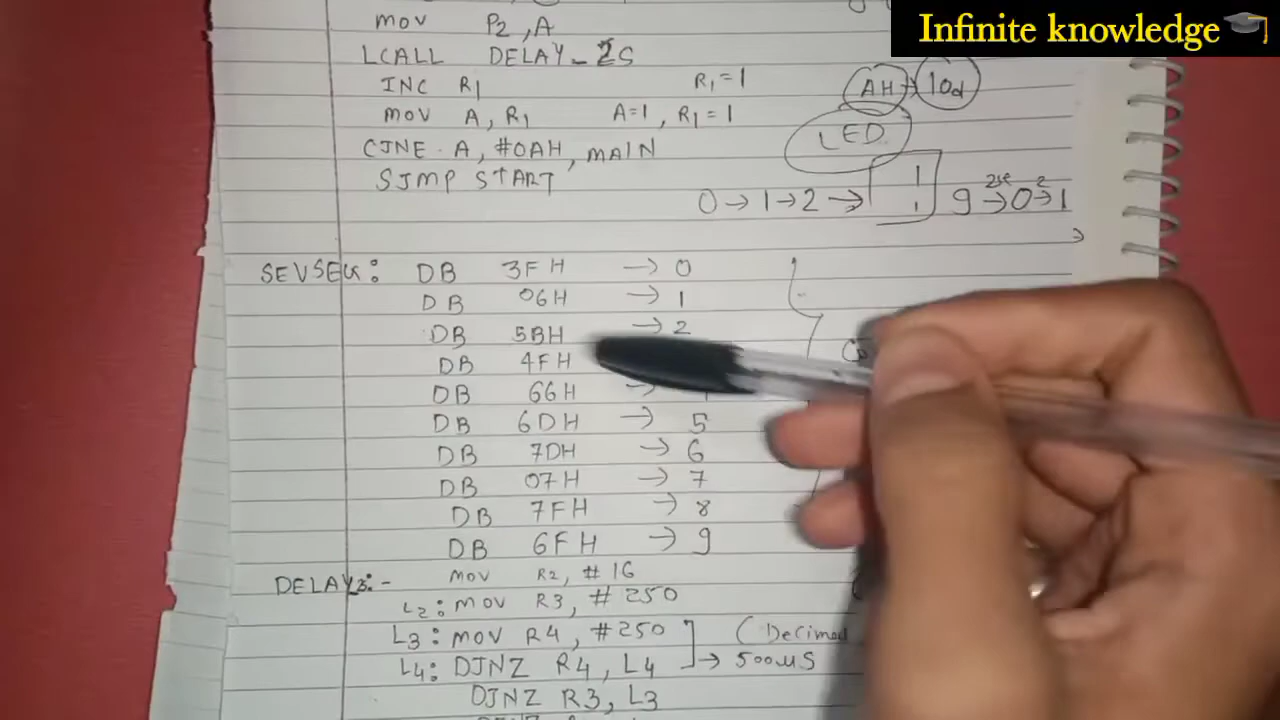 Infinite knowledge
mov P2, A
LCALL DELAY_2S
INC R1 R1 = 1
mov A, R1 A=1, R1 = 1
CJNE A, #0AH, MAIN
SJMP START
AH → 10d
LED
0 → 1 → 2 → 9 → 0 → 1
SEVSEG: DB 3FH → 0
DB 06H → 1
DB 5BH → 2
DB 4FH
DB 66H →
DB 6DH → 5
DB 7DH → 6
DB 07H → 7
DB 7FH → 8
DB 6FH → 9
mov R2, #16
L2: mov R3, #250
L3: mov R4, #250 (Decimal
L4: DJNZ R4, L4 → 500µS
DJNZ R3, L3